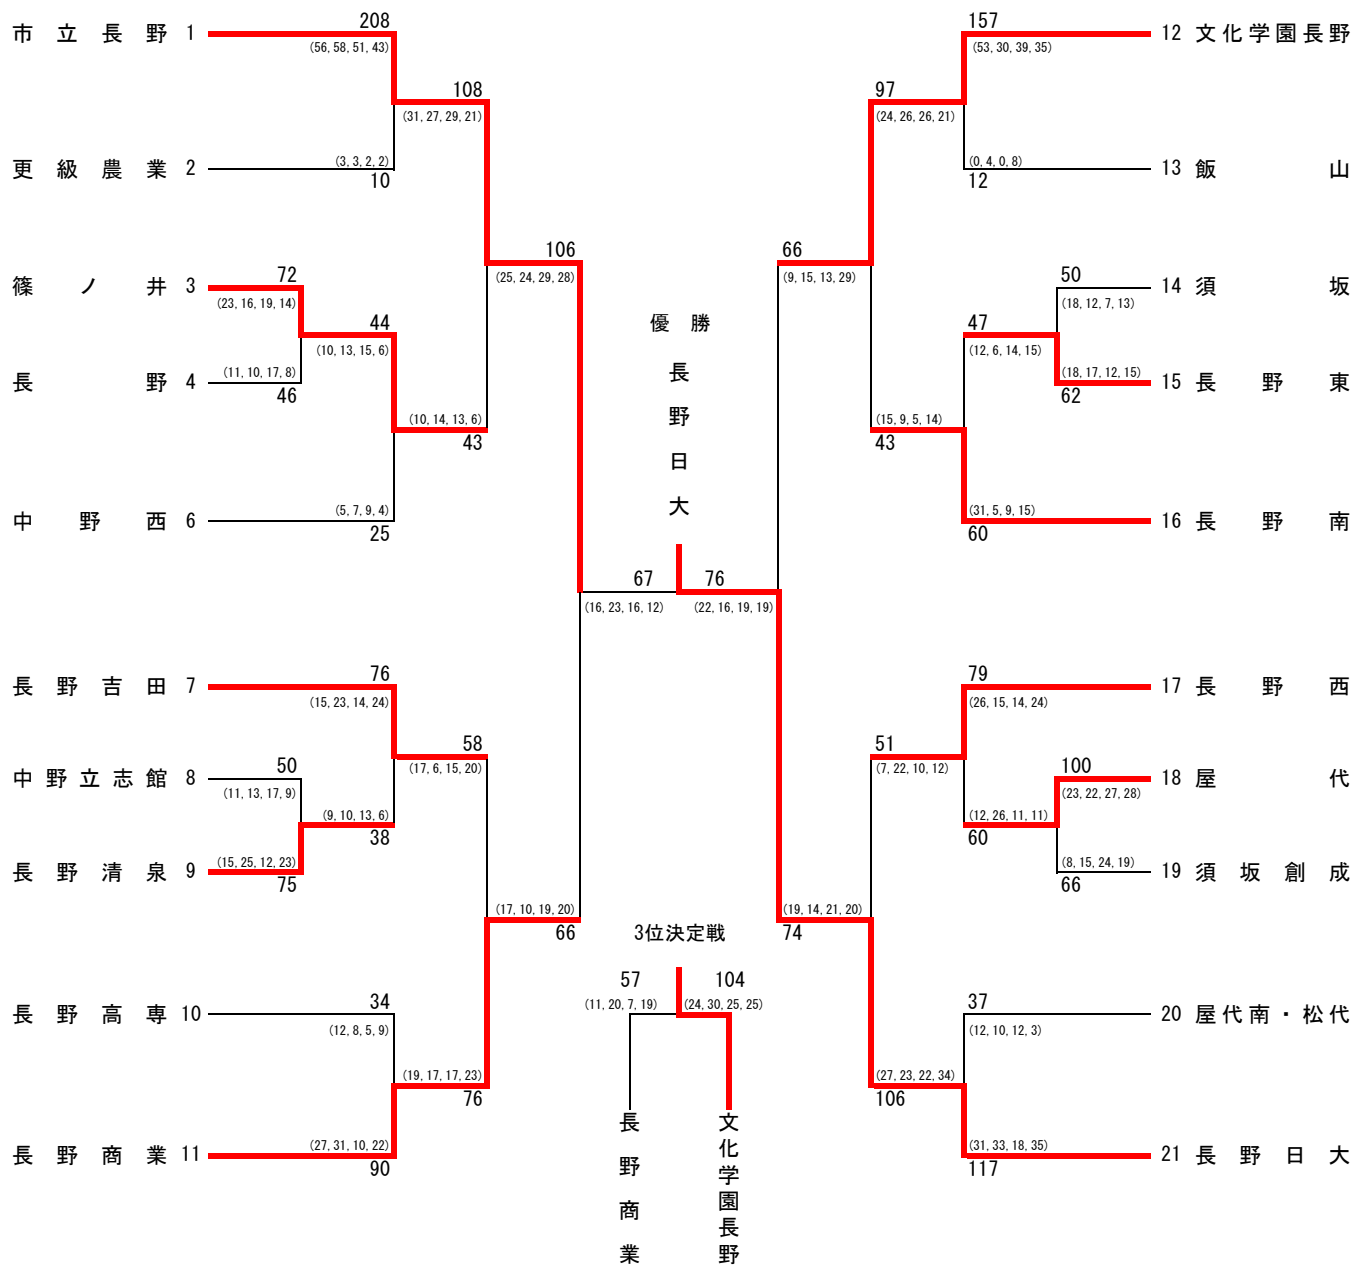 市立長野 1
208
(56, 58, 51, 43)
108
(31, 27, 29, 21)
更級農業 2
(3, 3, 2, 2)
10
106
(25, 24, 29, 28)
篠ノ井 3
72
(23, 16, 19, 14)
44
(10, 13, 15, 6)
長野 4
(11, 10, 17, 8)
46
(10, 14, 13, 6)
43
中野西 6
(5, 7, 9, 4)
25
67
(16, 23, 16, 12)
長野吉田 7
76
(15, 23, 14, 24)
58
(17, 6, 15, 20)
中野立志館 8
50
(11, 13, 17, 9)
(9, 10, 13, 6)
38
長野清泉 9
(15, 25, 12, 23)
75
(17, 10, 19, 20)
66
長野高専 10
34
(12, 8, 5, 9)
(19, 17, 17, 23)
76
長野商業 11
(27, 31, 10, 22)
90
優勝
長野日大
76
(22, 16, 19, 19)
3位決定戦
57
(11, 20, 7, 19)
104
(24, 30, 25, 25)
長野商業
文化学園長野
157
(53, 30, 39, 35)
12 文化学園長野
97
(24, 26, 26, 21)
(0, 4, 0, 8)
12
13 飯山
66
(9, 15, 13, 29)
50
(18, 12, 7, 13)
14 須坂
47
(12, 6, 14, 15)
(18, 17, 12, 15)
62
15 長野東
(15, 9, 5, 14)
43
(31, 5, 9, 15)
60
16 長野南
79
(26, 15, 14, 24)
17 長野西
51
(7, 22, 10, 12)
100
(23, 22, 27, 28)
18 屋代
(12, 26, 11, 11)
60
(8, 15, 24, 19)
66
19 須坂創成
(19, 14, 21, 20)
74
37
(12, 10, 12, 3)
20 屋代南・松代
(27, 23, 22, 34)
106
(31, 33, 18, 35)
117
21 長野日大